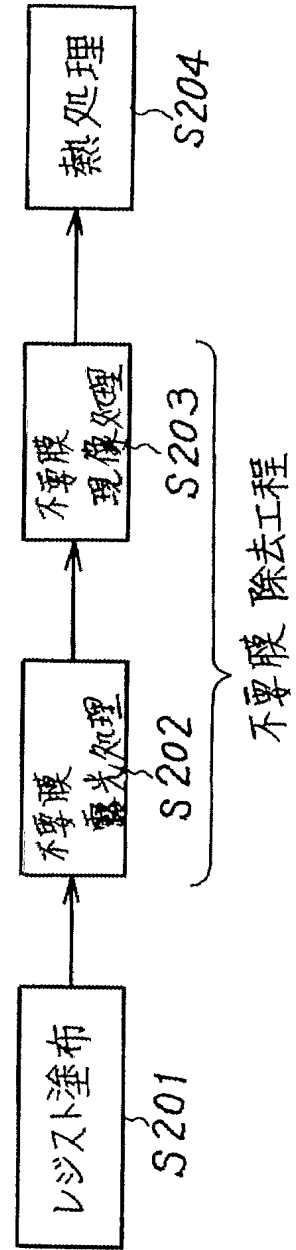 レジスト塗布
S201
不要膜
露光処理
S202
不要膜
現像処理
S203
熱処理
S204
不要膜 除去工程